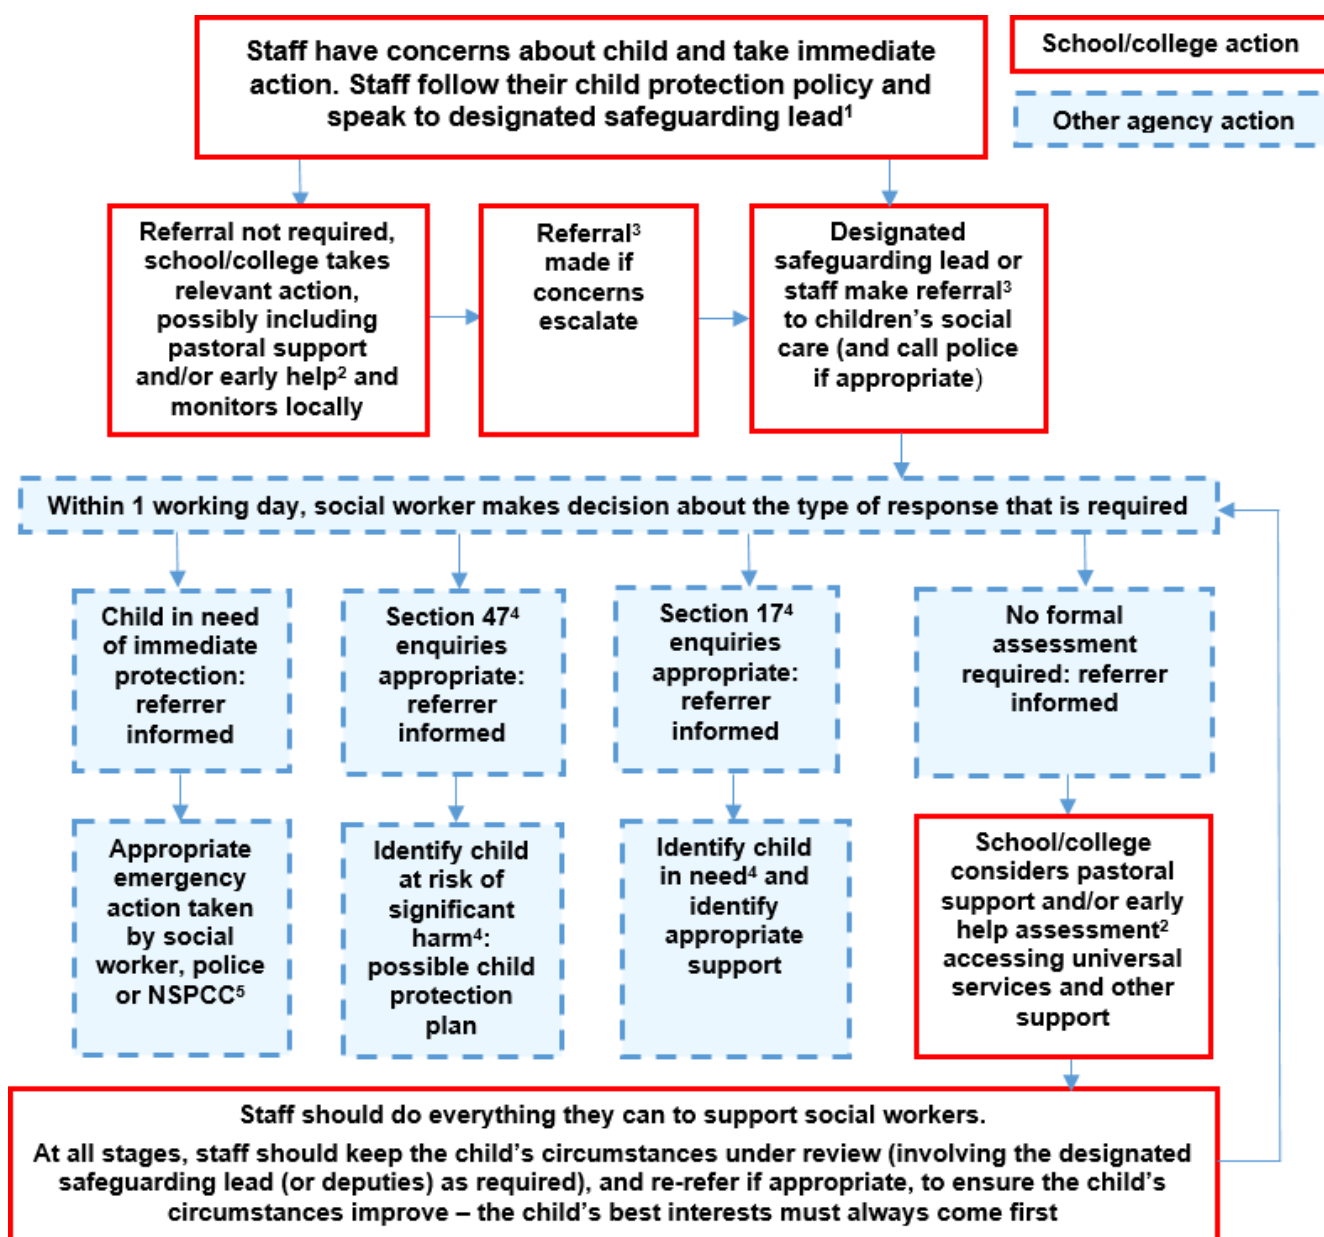 Staff have concerns about child and take immediate
action. Staff follow their child protection policy and
speak to designated safeguarding lead¹
School/college action
Other agency action
Referral not required,
school/college takes
relevant action,
possibly including
pastoral support
and/or early help² and
monitors locally
Referral³
made if
concerns
escalate
Designated
safeguarding lead or
staff make referral³
to children’s social
care (and call police
if appropriate)
Within 1 working day, social worker makes decision about the type of response that is required
Child in need
of immediate
protection:
referrer
informed
Section 47⁴
enquiries
appropriate:
referrer
informed
Section 17⁴
enquiries
appropriate:
referrer
informed
No formal
assessment
required: referrer
informed
Appropriate
emergency
action taken
by social
worker, police
or NSPCC⁵
Identify child
at risk of
significant
harm⁴:
possible child
protection
plan
Identify child
in need⁴ and
identify
appropriate
support
School/college
considers pastoral
support and/or early
help assessment²
accessing universal
services and other
support
Staff should do everything they can to support social workers.
At all stages, staff should keep the child’s circumstances under review (involving the designated
safeguarding lead (or deputies) as required), and re-refer if appropriate, to ensure the child’s
circumstances improve – the child’s best interests must always come first